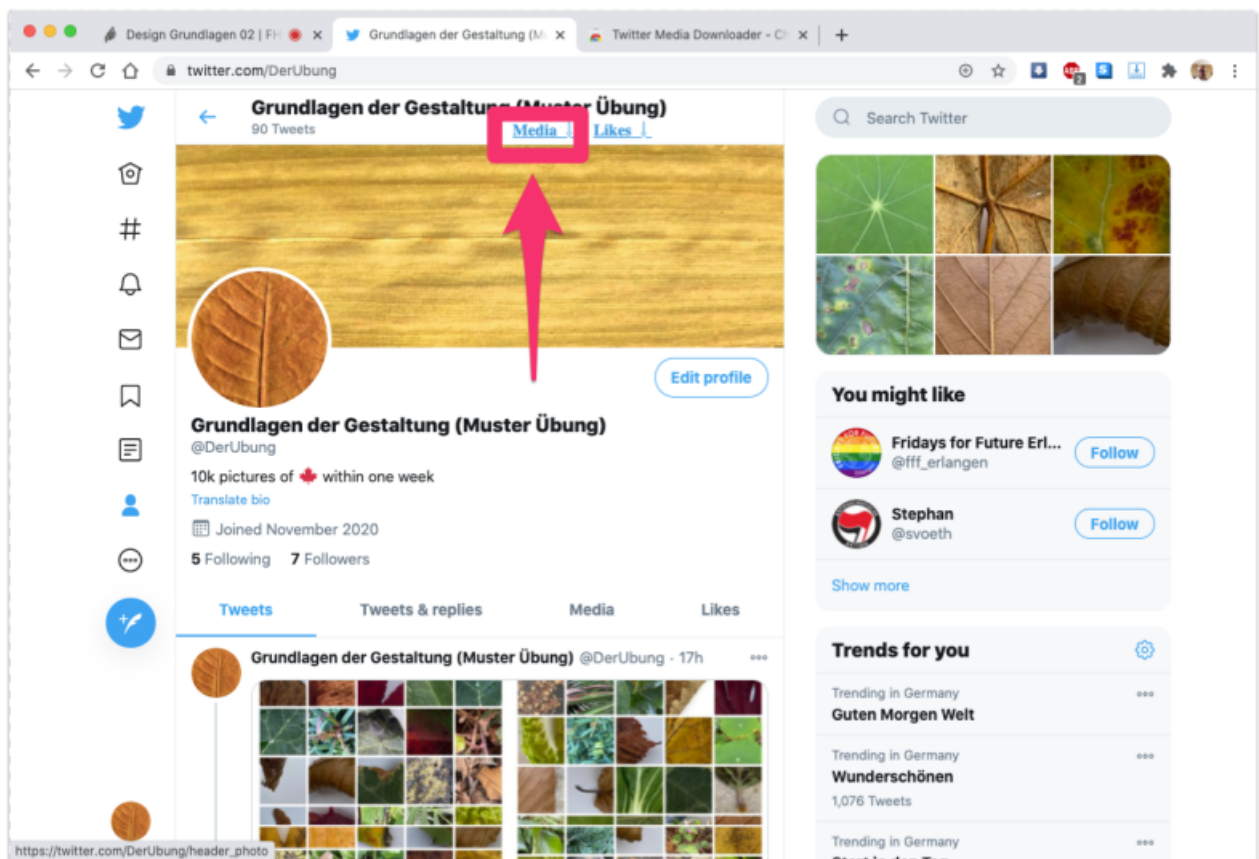 Design Grundlagen 02 | FH
Grundlagen der Gestaltung (M
Twitter Media Downloader - Ch
twitter.com/DerUbung
ABP
2
S
Grundlagen der Gestaltung (Muster Übung)
90 Tweets
Media ↓ Likes ↓
Search Twitter
Edit profile
Grundlagen der Gestaltung (Muster Übung)
@DerUbung
10k pictures of 🍁 within one week
Translate bio
Joined November 2020
5 Following 7 Followers
Tweets Tweets & replies Media Likes
Grundlagen der Gestaltung (Muster Übung) @DerUbung · 17h
You might like
Fridays for Future Erl...
@fff_erlangen
Follow
Stephan
@svoeth
Follow
Show more
Trends for you
Trending in Germany
Guten Morgen Welt
Trending in Germany
Wunderschönen
1,076 Tweets
Trending in Germany
https://twitter.com/DerUbung/header_photo